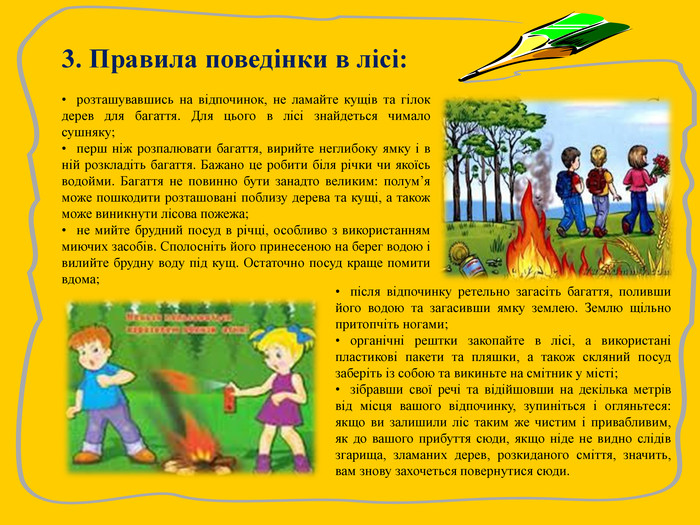 3. Правила поведінки в лісі:
• розташувавшись на відпочинок, не ламайте кущів та гілок
дерев для багаття. Для цього в лісі знайдеться чимало
сушняку;
• перш ніж розпалювати багаття, вирийте неглибоку ямку і в
ній розкладіть багаття. Бажано це робити біля річки чи якоїсь
водойми. Багаття не повинно бути занадто великим: полум’я
може пошкодити розташовані поблизу дерева та кущі, а також
може виникнути лісова пожежа;
• не мийте брудний посуд в річці, особливо з використанням
миючих засобів. Сполосніть його принесеною на берег водою і
вилийте брудну воду під кущ. Остаточно посуд краще помити
вдома;
• після відпочинку ретельно загасіть багаття, поливши
його водою та загасивши ямку землею. Землю щільно
притопчіть ногами;
• органічні рештки закопайте в лісі, а використані
пластикові пакети та пляшки, а також скляний посуд
заберіть із собою та викиньте на смітник у місті;
• зібравши свої речі та відійшовши на декілька метрів
від місця вашого відпочинку, зупиніться і огляньтеся:
якщо ви залишили ліс таким же чистим і привабливим,
як до вашого прибуття сюди, якщо ніде не видно слідів
згарища, зламаних дерев, розкиданого сміття, значить,
вам знову захочеться повернутися сюди.